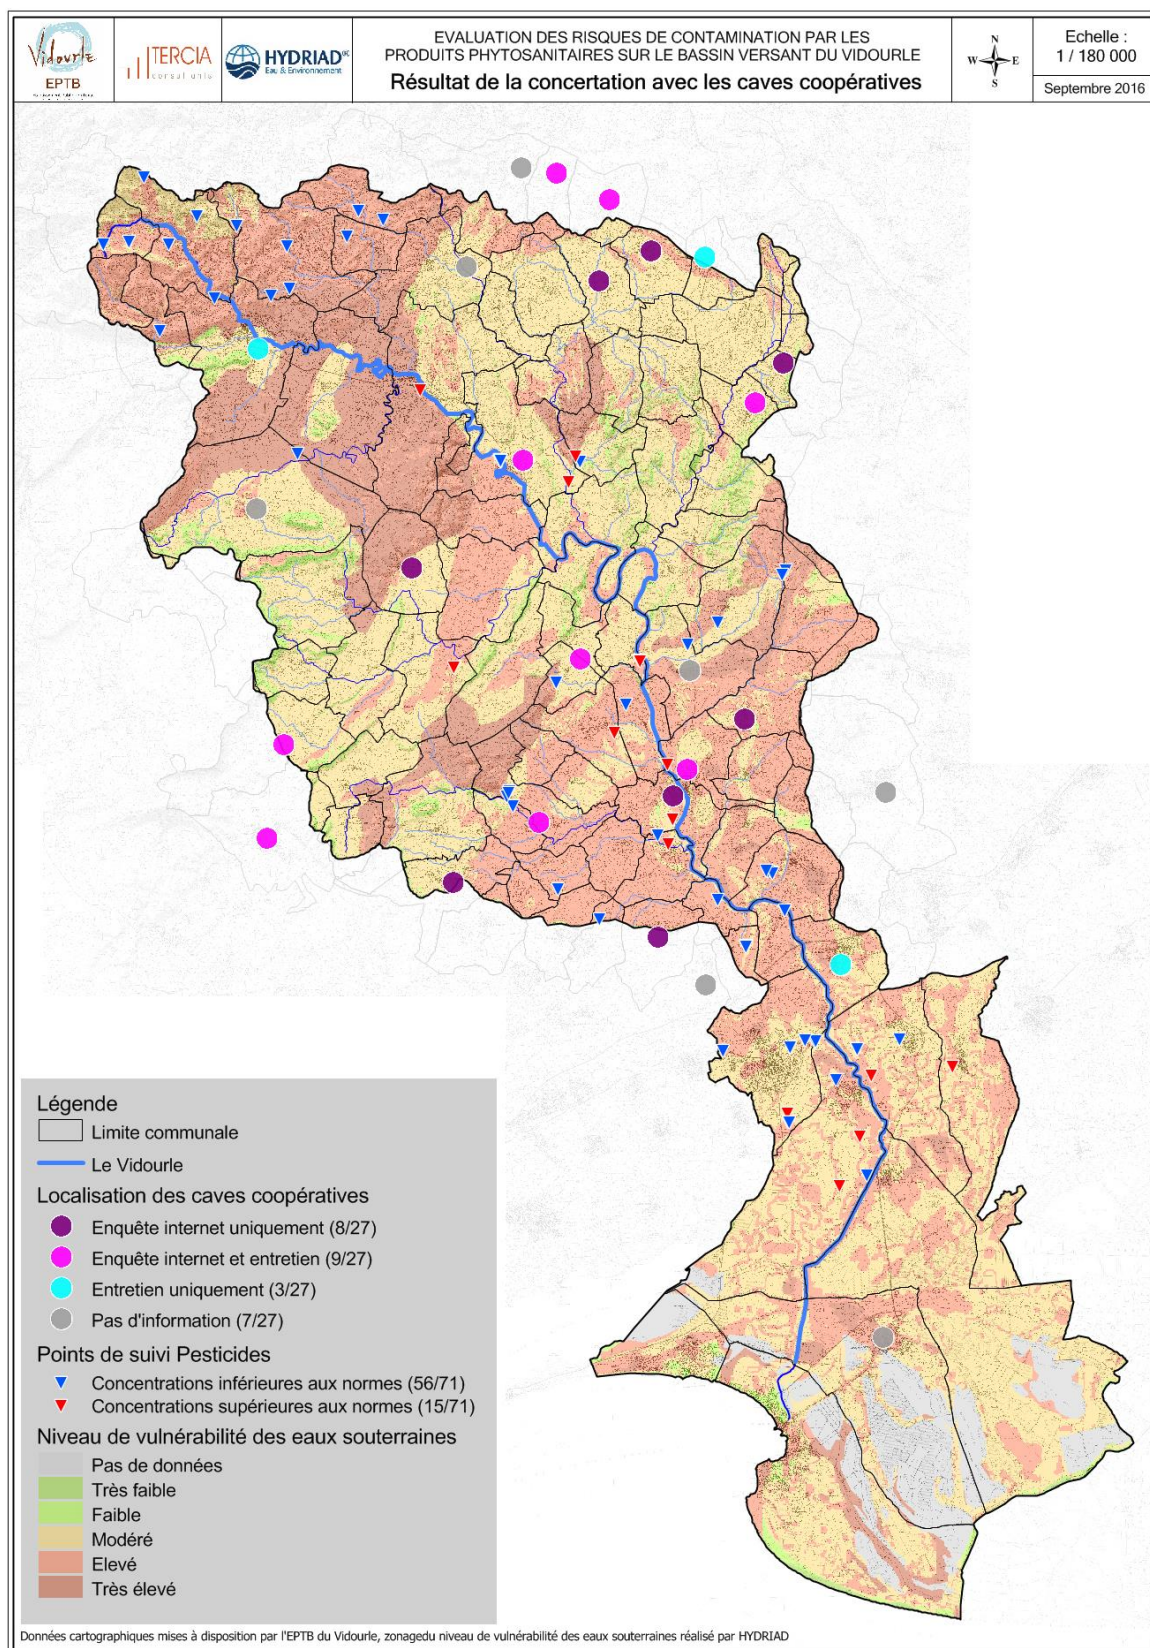 Vidourle
EPTB
ITERCIA
consultants
HYDRIAD
Eau & Environnement
EVALUATION DES RISQUES DE CONTAMINATION PAR LES
PRODUITS PHYTOSANITAIRES SUR LE BASSIN VERSANT DU VIDOURLE
Résultat de la concertation avec les caves coopératives
N
W E
S
Echelle :
1 / 180 000
Septembre 2016
Légende
Limite communale
Le Vidourle
Localisation des caves coopératives
Enquête internet uniquement (8/27)
Enquête internet et entretien (9/27)
Entretien uniquement (3/27)
Pas d'information (7/27)
Points de suivi Pesticides
Concentrations inférieures aux normes (56/71)
Concentrations supérieures aux normes (15/71)
Niveau de vulnérabilité des eaux souterraines
Pas de données
Très faible
Faible
Modéré
Elevé
Très élevé
Données cartographiques mises à disposition par l'EPTB du Vidourle, zonagedu niveau de vulnérabilité des eaux souterraines réalisé par HYDRIAD